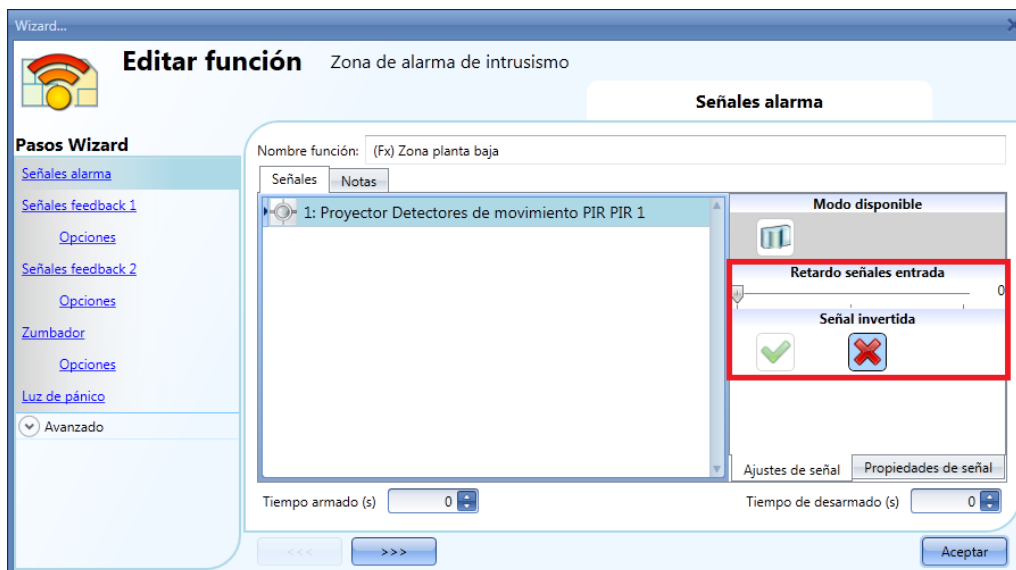 Wizard...
Editar función Zona de alarma de intrusismo
Señales alarma
Pasos Wizard
Señales alarma
Señales feedback 1
Opciones
Señales feedback 2
Opciones
Zumbador
Opciones
Luz de pánico
Avanzado
Nombre función: (Fx) Zona planta baja
Señales Notas
1: Proyector Detectores de movimiento PIR PIR 1
Modo disponible
Retardo señales entrada
0
Señal invertida
Ajustes de señal Propiedades de señal
Tiempo armado (s) 0
Tiempo de desarmado (s) 0
<<< >>> Aceptar